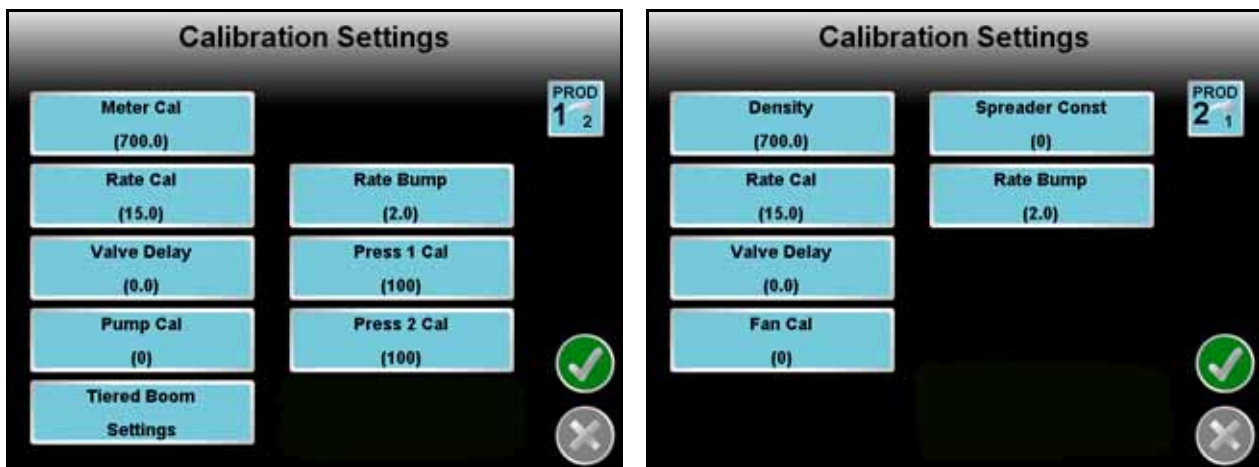 Calibration Settings
PROD
1 2
Meter Cal
(700.0)
Rate Cal
(15.0)
Rate Bump
(2.0)
Valve Delay
(0.0)
Press 1 Cal
(100)
Pump Cal
(0)
Press 2 Cal
(100)
Tiered Boom
Settings
Calibration Settings
PROD
2 1
Density
(700.0)
Spreader Const
(0)
Rate Cal
(15.0)
Rate Bump
(2.0)
Valve Delay
(0.0)
Fan Cal
(0)